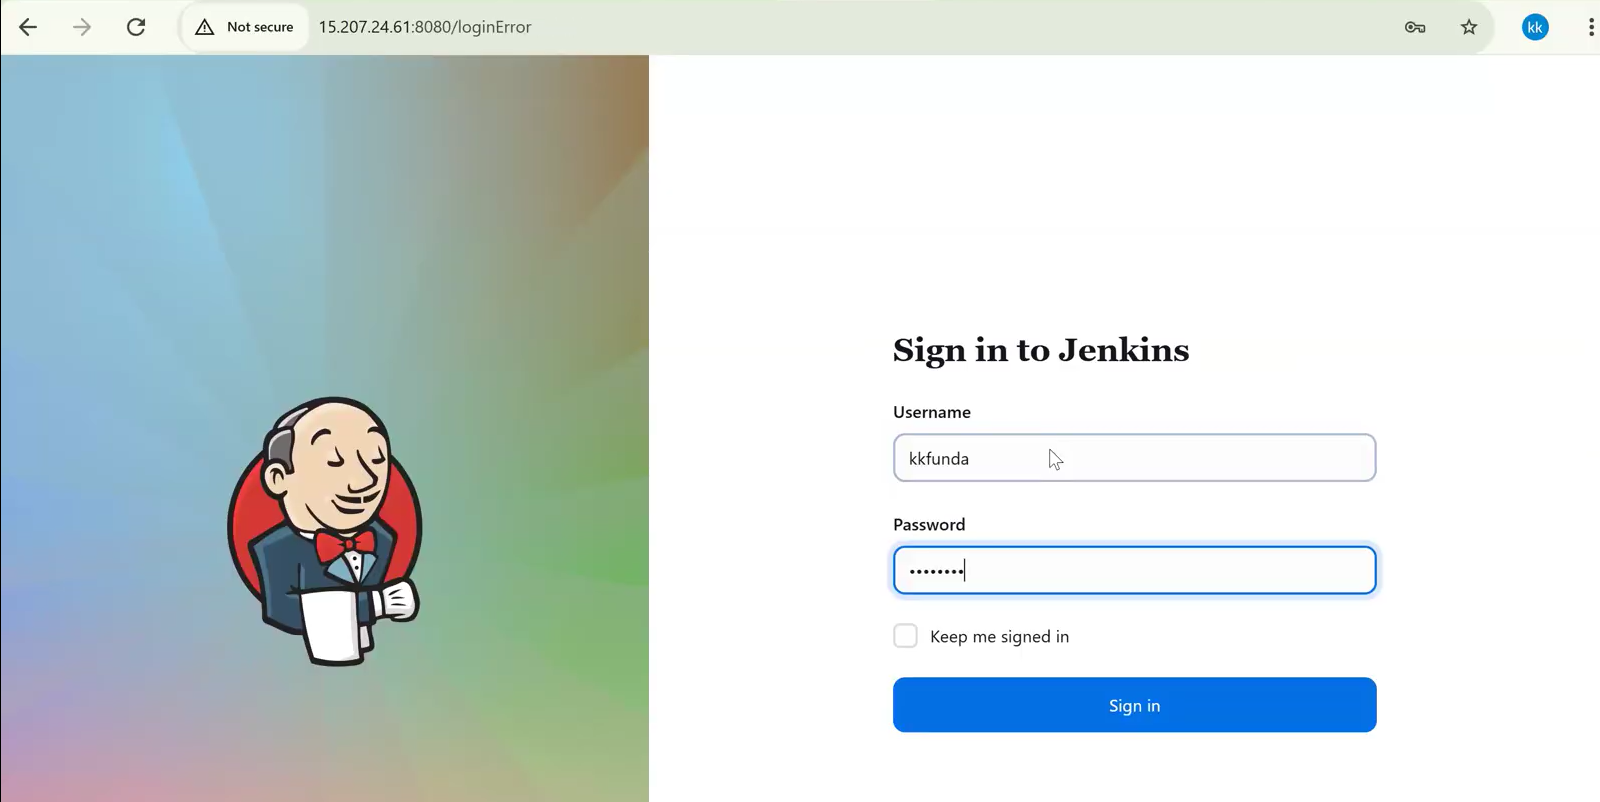 Not secure 15.207.24.61:8080/loginError kk
Sign in to Jenkins
Username
kkfunda
Password
••••••••
Keep me signed in
Sign in